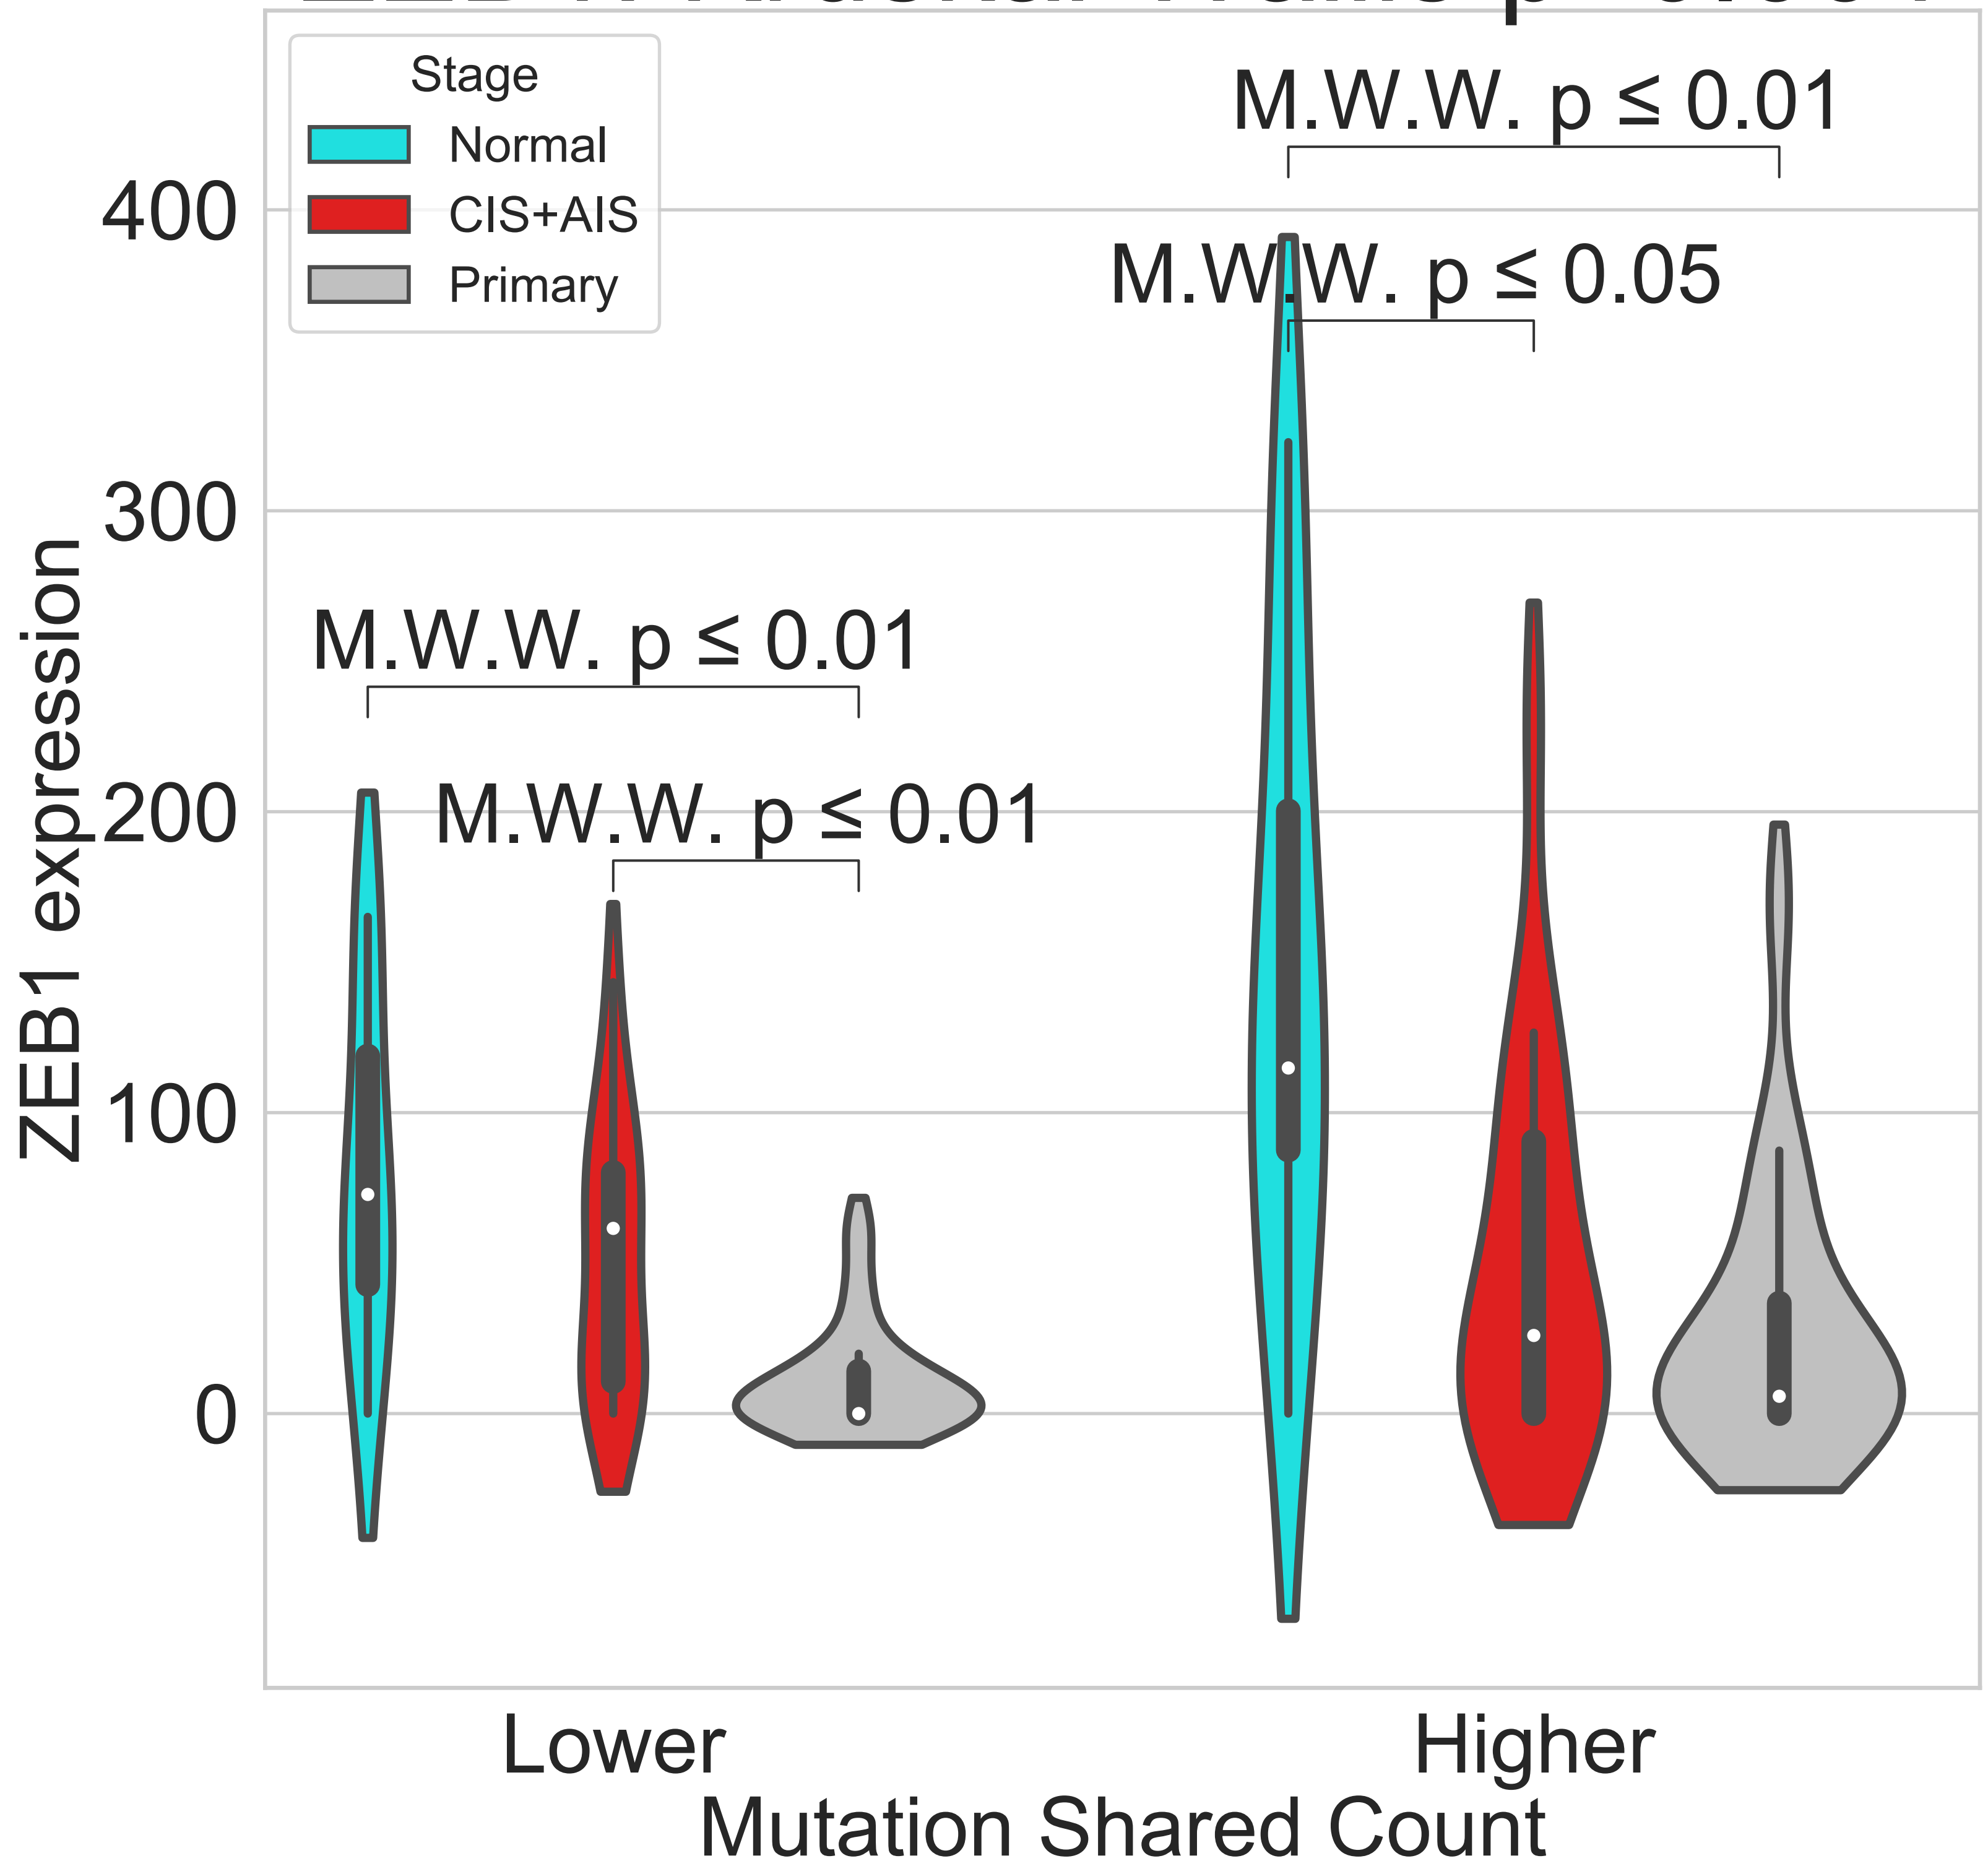 Stage
Normal
CIS+AIS
Primary
M.W.W. p ≤ 0.01
M.W.W. p ≤ 0.05
M.W.W. p ≤ 0.01
M.W.W. p ≤ 0.01
400
300
200
100
0
ZEB1 expression
Lower
Higher
Mutation Shared Count